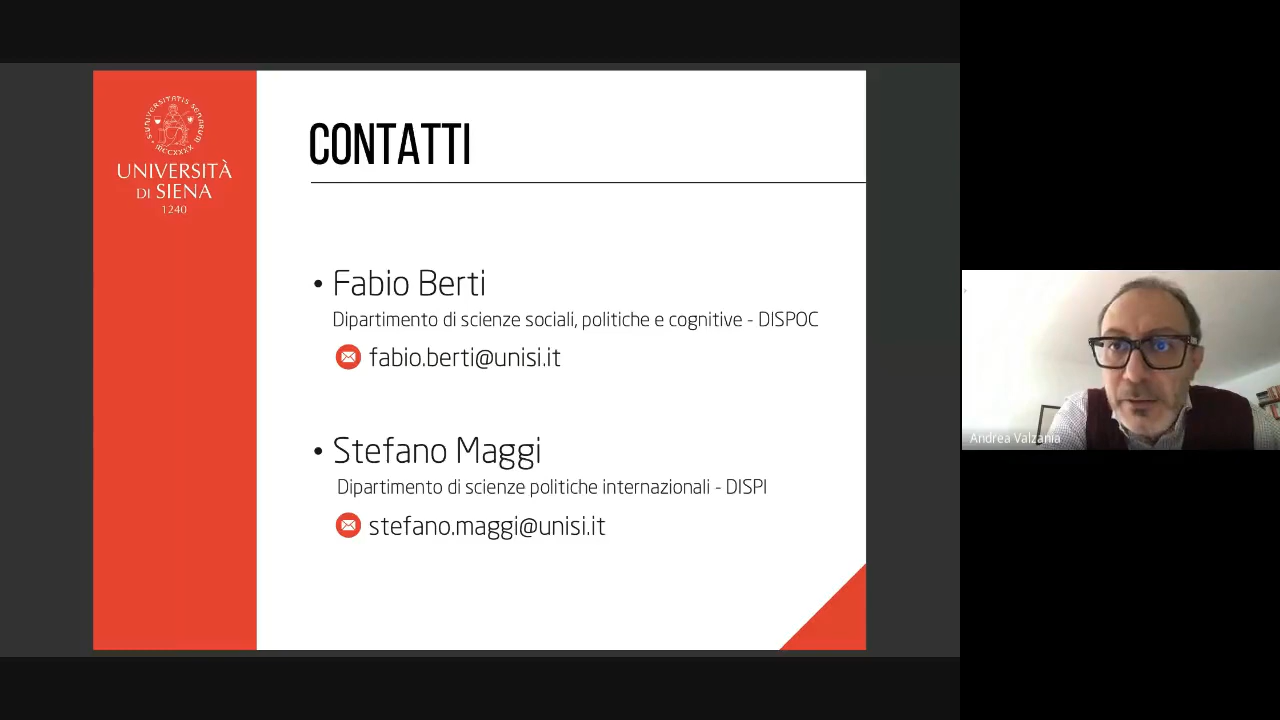 UNIVERSITÀ
DI SIENA
1240
CONTATTI
• Fabio Berti
Dipartimento di scienze sociali, politiche e cognitive - DISPOC
fabio.berti@unisi.it
• Stefano Maggi
Dipartimento di scienze politiche internazionali - DISPI
stefano.maggi@unisi.it
Andrea Valzania